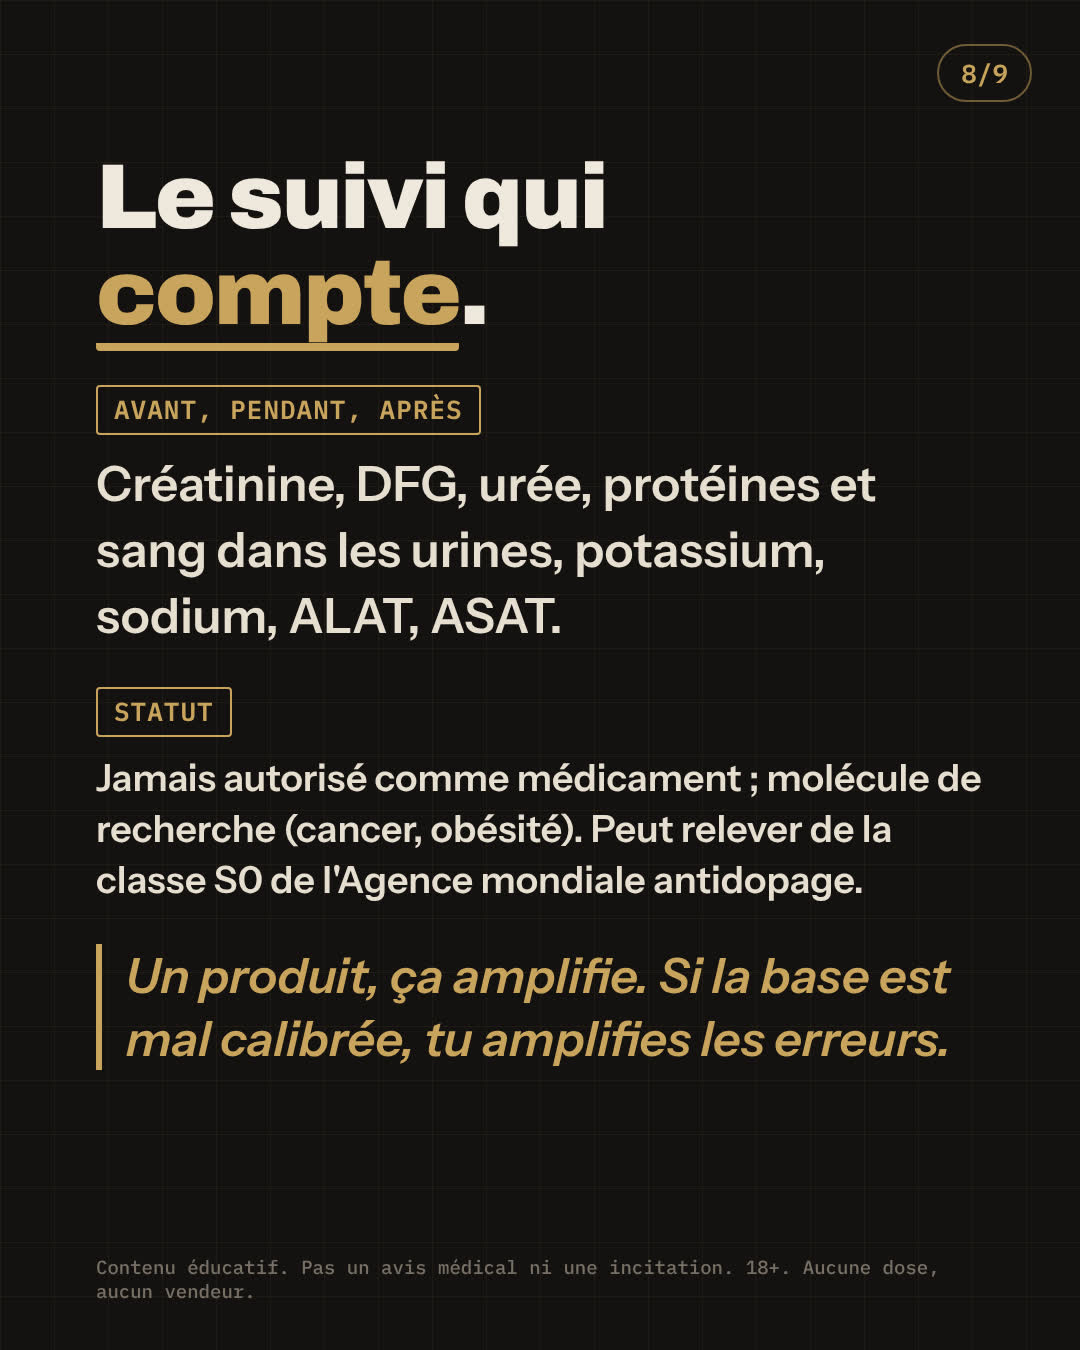 8/9
Le suivi qui
compte.
AVANT, PENDANT, APRÈS
Créatinine, DFG, urée, protéines et
sang dans les urines, potassium,
sodium, ALAT, ASAT.
STATUT
Jamais autorisé comme médicament ; molécule de
recherche (cancer, obésité). Peut relever de la
classe S0 de l'Agence mondiale antidopage.
Un produit, ça amplifie. Si la base est
mal calibrée, tu amplifies les erreurs.
Contenu éducatif. Pas un avis médical ni une incitation. 18+. Aucune dose,
aucun vendeur.